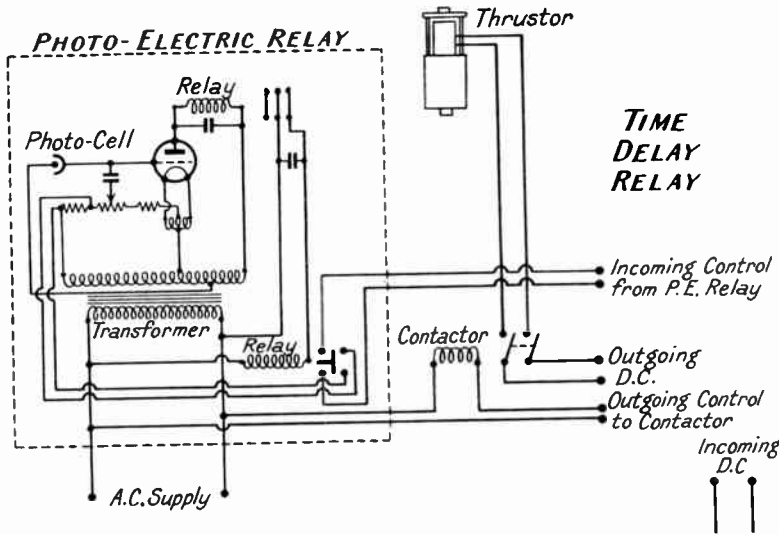 Thrustor
PHOTO-ELECTRIC RELAY
Relay
Photo-Cell
TIME
DELAY
RELAY
Incoming Control
from P.E. Relay
Transformer
Relay
Contactor
Outgoing
D.C.
Outgoing Control
to Contactor
Incoming
D.C
A.C. Supply